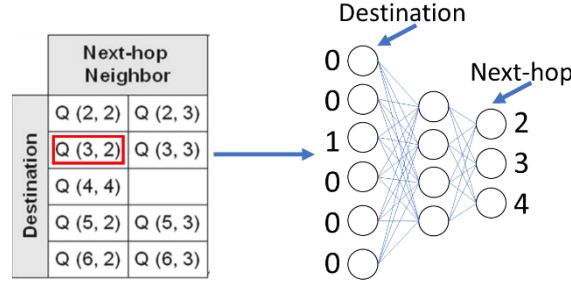 Next-hop
Neighbor
Destination
Q (2, 2) Q (2, 3)
Q (3, 2) Q (3, 3)
Q (4, 4)
Q (5, 2) Q (5, 3)
Q (6, 2) Q (6, 3)
Destination
0
0
1
0
0
0
Next-hop
2
3
4